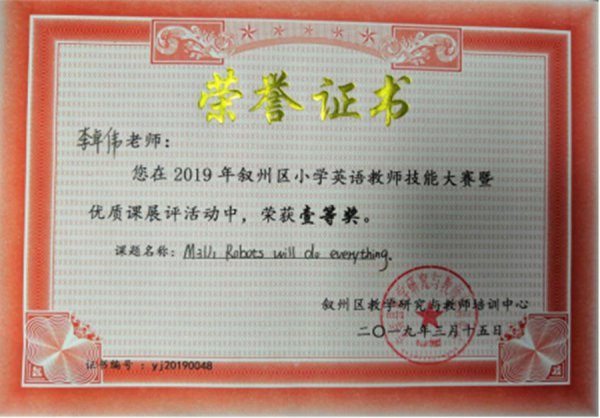 荣誉证书
李卓伟老师：
您在2019年叙州区小学英语教师技能大赛暨
优质课展评活动中，荣获壹等奖。
课题名称：M3U1 Robots will do everything.
叙州区教学研究与教师培训中心
二〇一九年三月十五日
证书编号：yj20190048